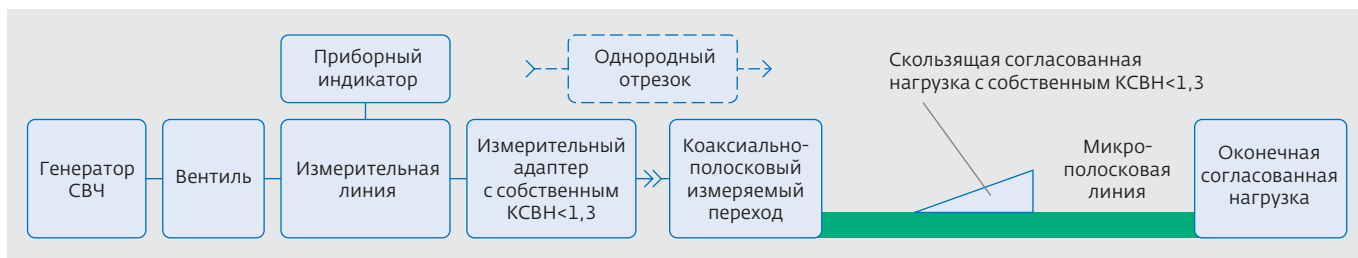 Приборный
индикатор
Однородный
отрезок
Скользящая согласованная
нагрузка с собственным КСВН<1,3
Генератор
СВЧ
Вентиль
Измерительная
линия
Измерительный
адаптер
с собственным
КСВН<1,3
Коаксиально-
полосковый
измеряемый
переход
Микро-
полосковая
линия
Оконечная
согласованная
нагрузка